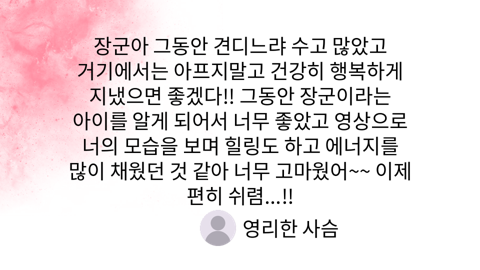 장군아 그동안 견디느랴 수고 많았고
거기에서는 아프지말고 건강히 행복하게
지냈으면 좋겠다!! 그동안 장군이라는
아이를 알게 되어서 너무 좋았고 영상으로
너의 모습을 보며 힐링도 하고 에너지를
많이 채웠던 것 같아 너무 고마웠어~~ 이제
편히 쉬렴...!!
영리한 사슴